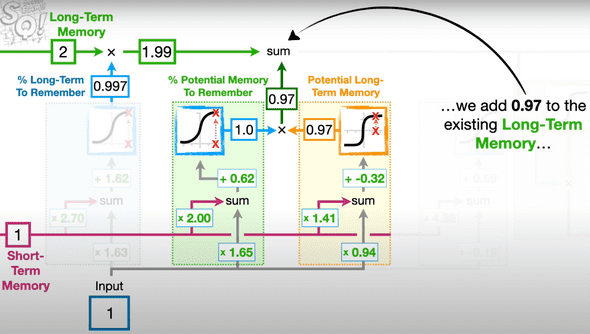 SQ!
Long-Term
Memory
2
×
1.99
sum
% Long-Term
To Remember
0.997
% Potential Memory
To Remember
0.97
Potential Long-
Term Memory
…we add 0.97 to the
existing Long-Term
Memory…
1.0
×
0.97
+ 1.62
+ 0.62
+ -0.32
sum
sum
sum
x 2.70
x 2.00
x 1.41
1
Short-
Term
Memory
x 1.63
x 1.65
x 0.94
Input
1